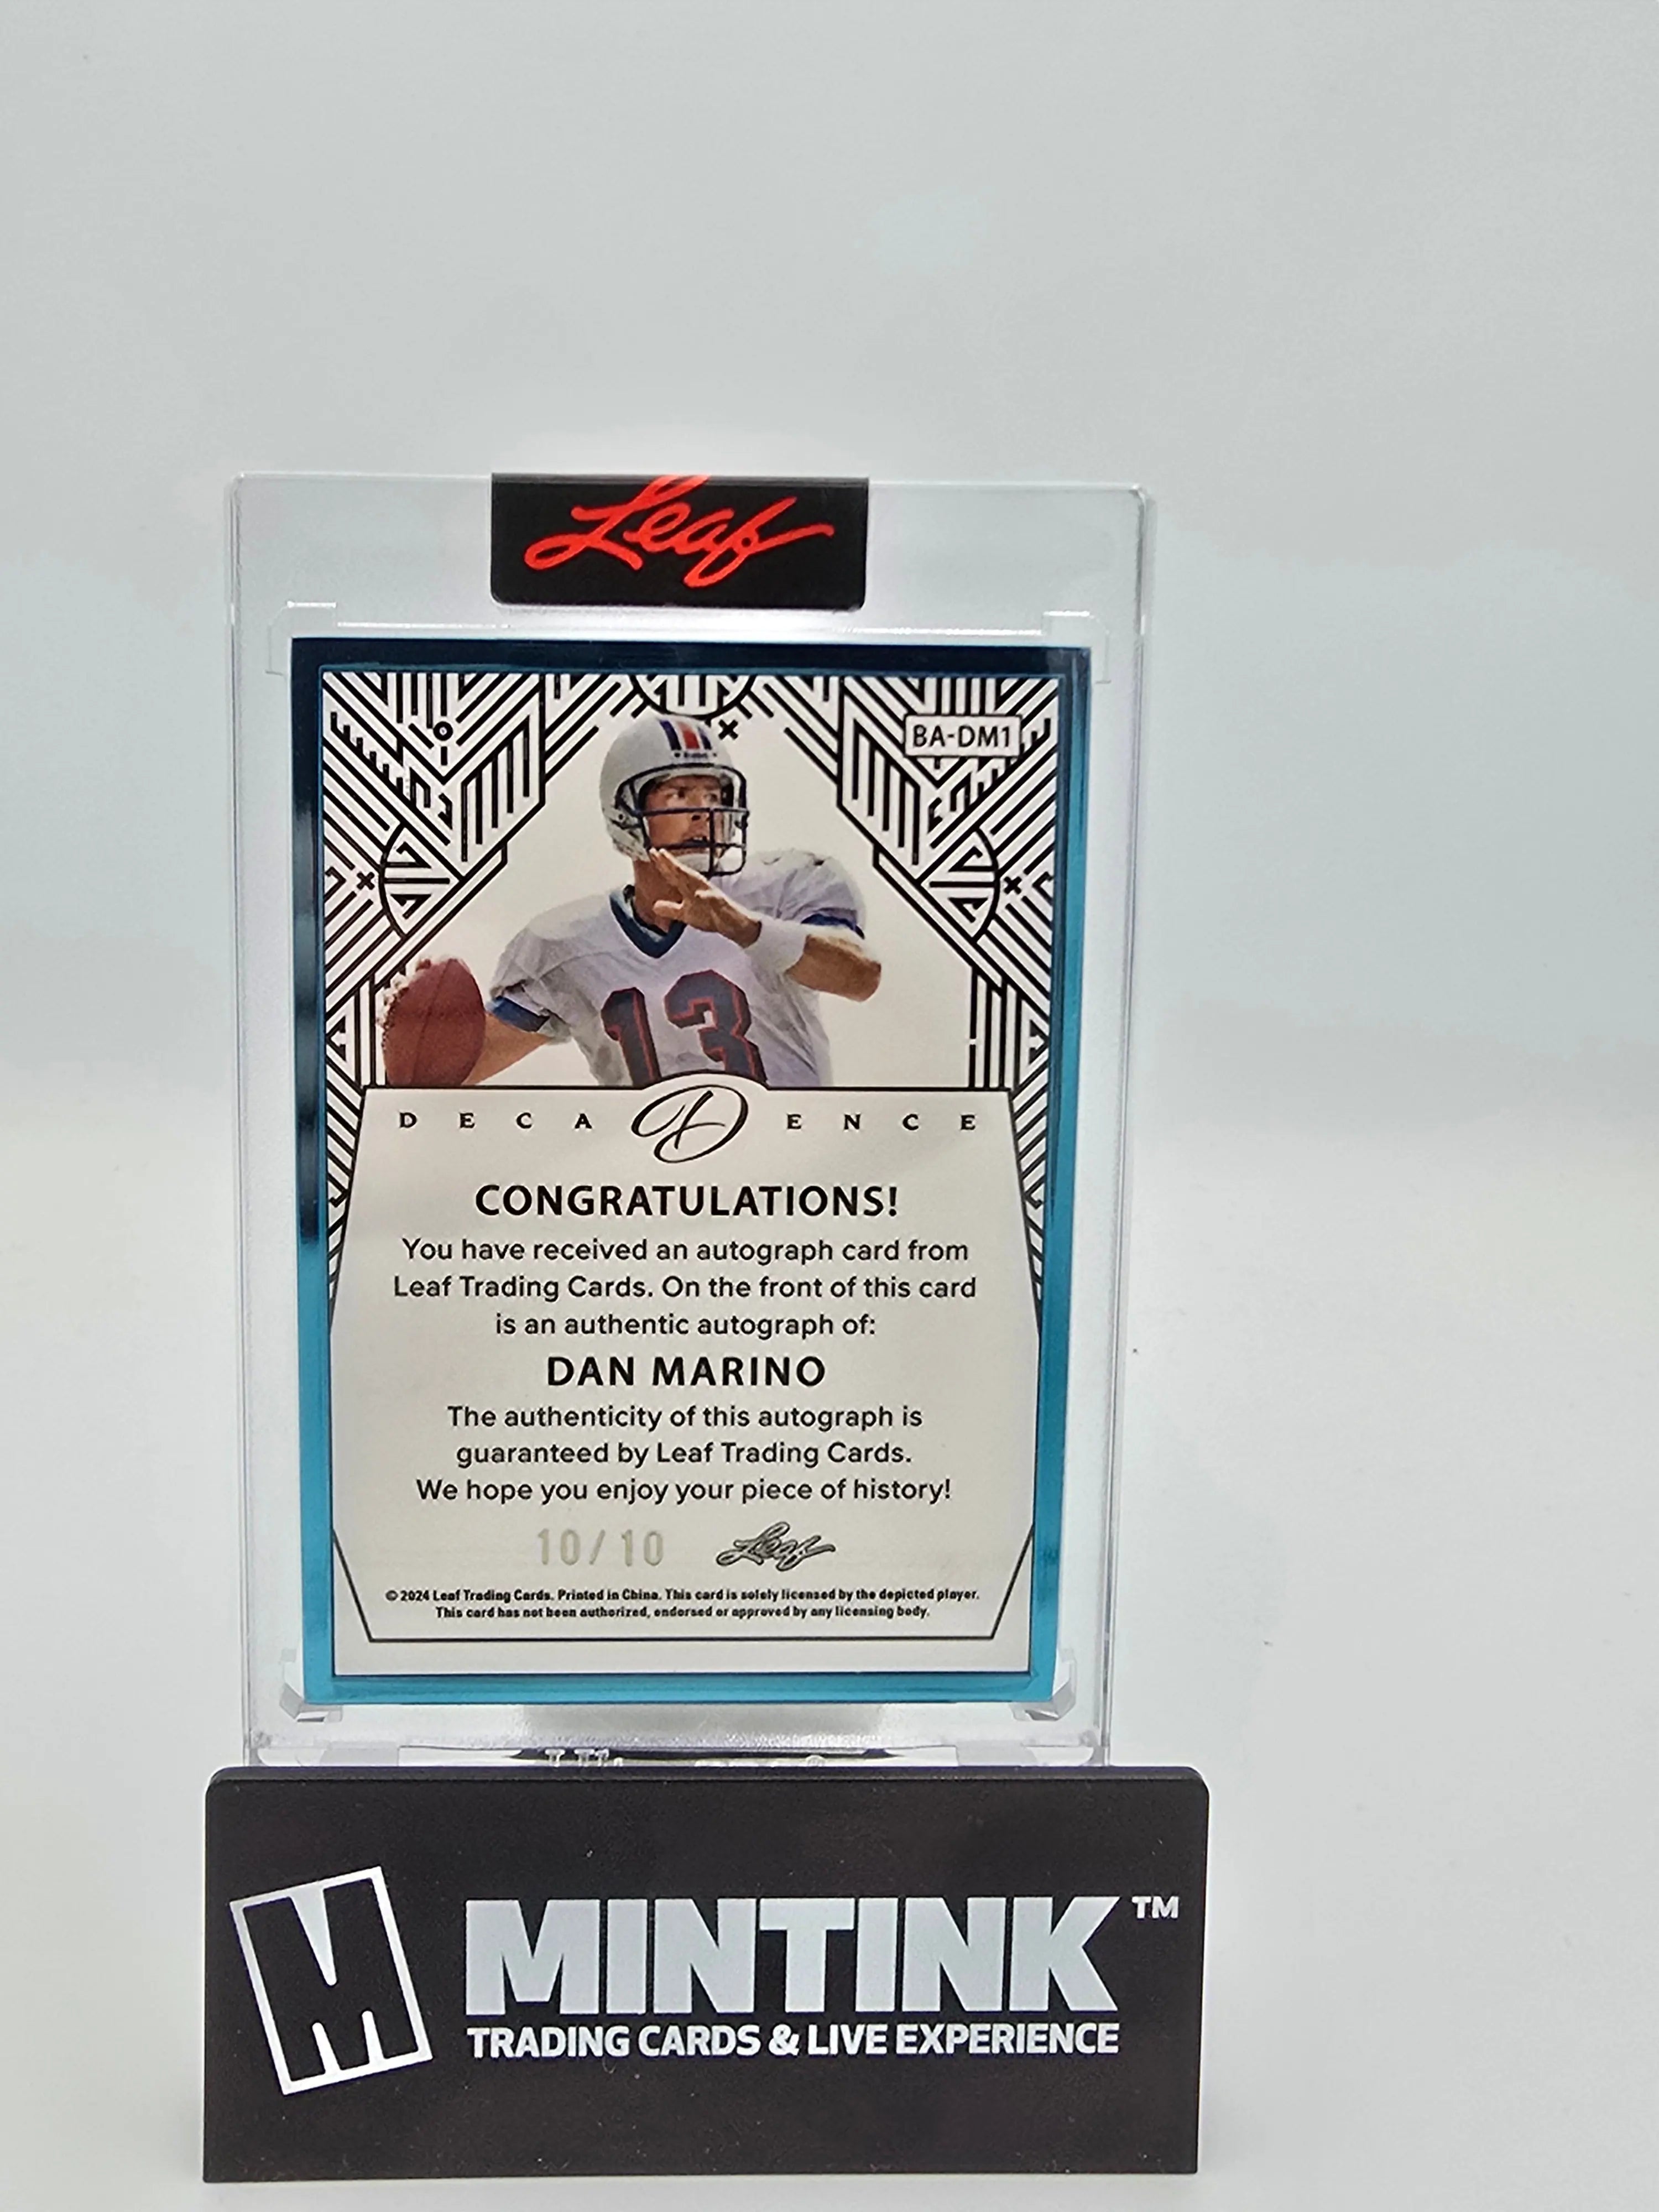 Leaf
BA-DM1
13
DECADENCE
CONGRATULATIONS!
You have received an autograph card from
Leaf Trading Cards. On the front of this card
is an authentic autograph of:
DAN MARINO
The authenticity of this autograph is
guaranteed by Leaf Trading Cards.
We hope you enjoy your piece of history!
10/10 Leaf
© 2024 Leaf Trading Cards. Printed in China. This card is solely licensed by the depicted player.
This card has not been authorized, endorsed or approved by any licensing body.
M MINTINK™
TRADING CARDS & LIVE EXPERIENCE